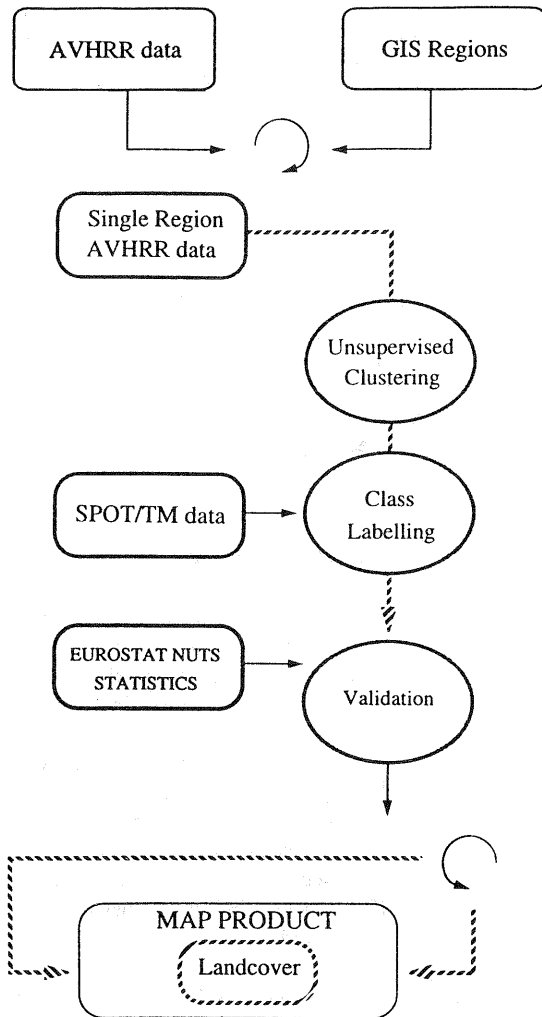 AVHRR data
GIS Regions
Single Region
AVHRR data
Unsupervised
Clustering
Class
Labelling
SPOT/TM data
EUROSTAT NUTS
STATISTICS
Validation
MAP PRODUCT
Landcover